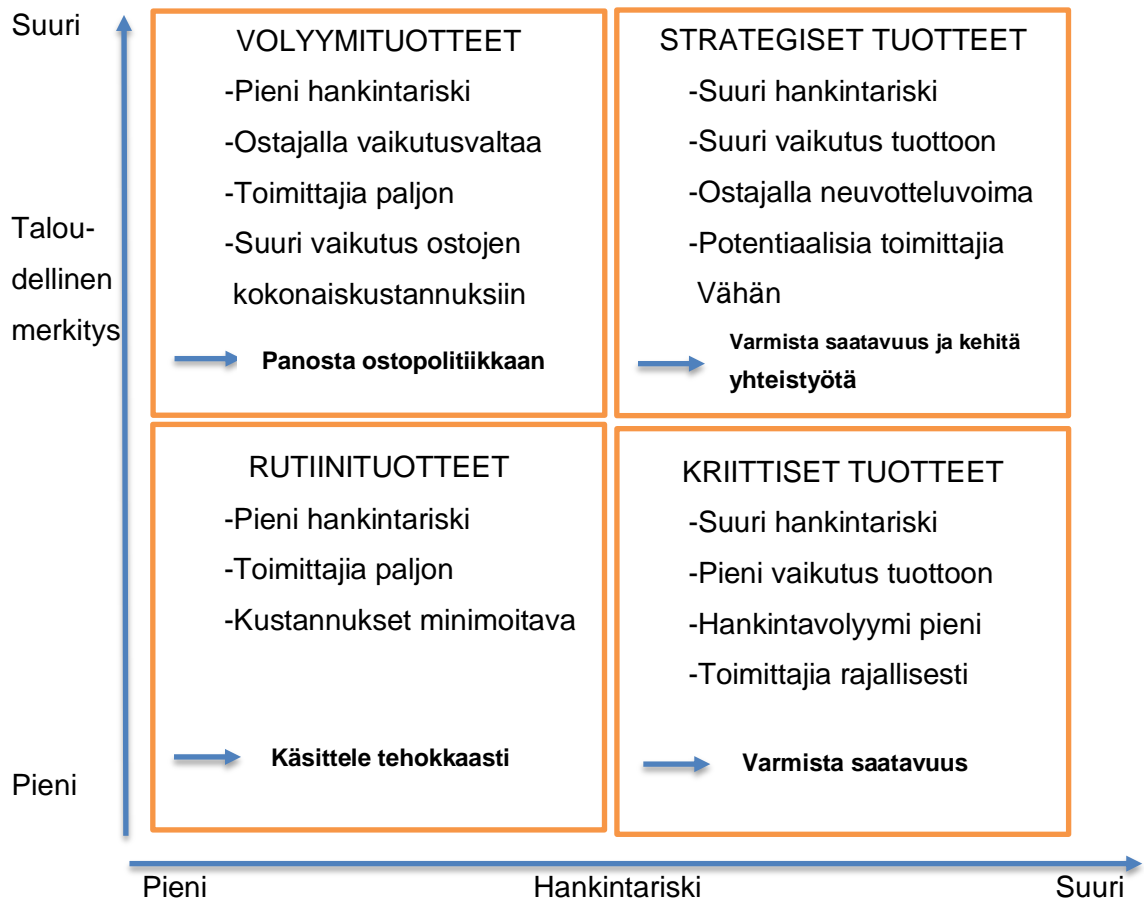 Suuri
VOLYYMITUOTTEET
-Pieni hankintariski
-Ostajalla vaikutusvaltaa
-Toimittajia paljon
-Suuri vaikutus ostojen
kokonaiskustannuksiin
Panosta ostopolitiikkaan
STRATEGISET TUOTTEET
-Suuri hankintariski
-Suuri vaikutus tuottoon
-Ostajalla neuvotteluvoima
-Potentiaalisia toimittajia
Vähän
Varmista saatavuus ja kehitä
yhteistyötä
Talou-
dellinen
merkitys
RUTIINITUOTTEET
-Pieni hankintariski
-Toimittajia paljon
-Kustannukset minimoitava
Käsittele tehokkaasti
KRIITTISET TUOTTEET
-Suuri hankintariski
-Pieni vaikutus tuottoon
-Hankintavolyymi pieni
-Toimittajia rajallisesti
Varmista saatavuus
Pieni
Pieni
Hankintariski
Suuri